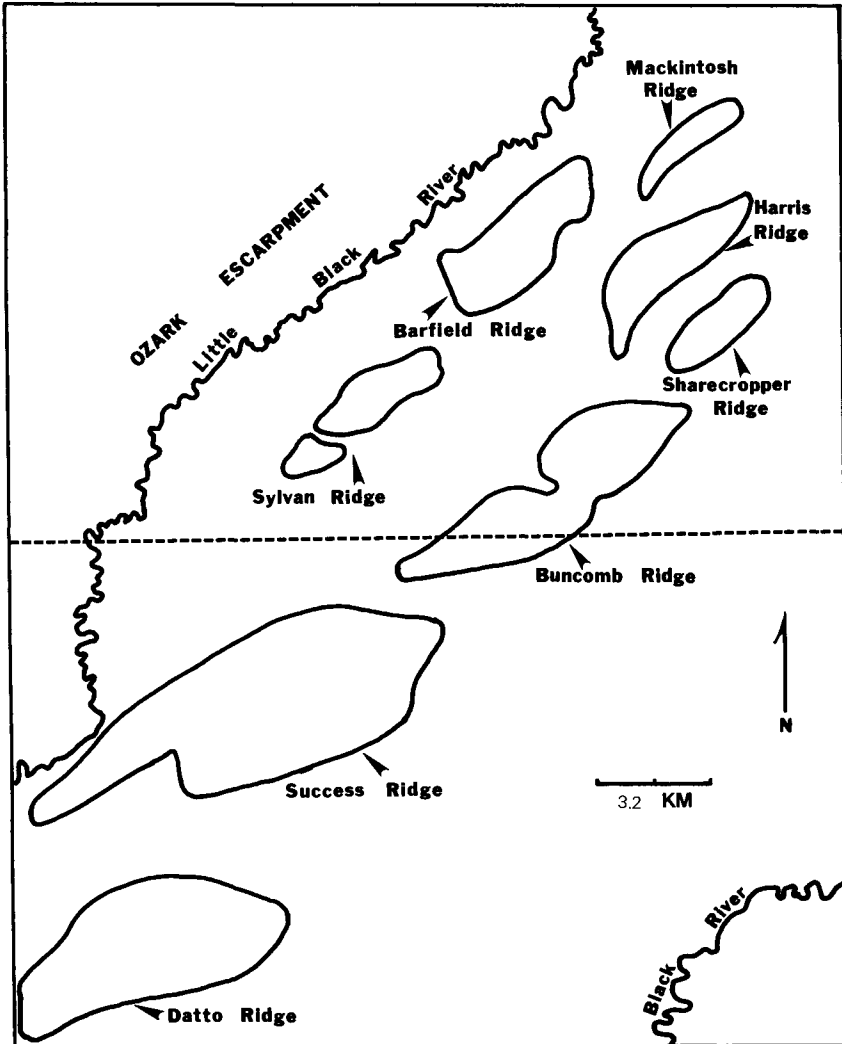 Mackintosh
Ridge
OZARK ESCARPMENT
Little Black River
Harris
Ridge
Barfield Ridge
Sharecropper
Ridge
Sylvan Ridge
Buncomb Ridge
N
Success Ridge
3.2 KM
Black River
Datto Ridge